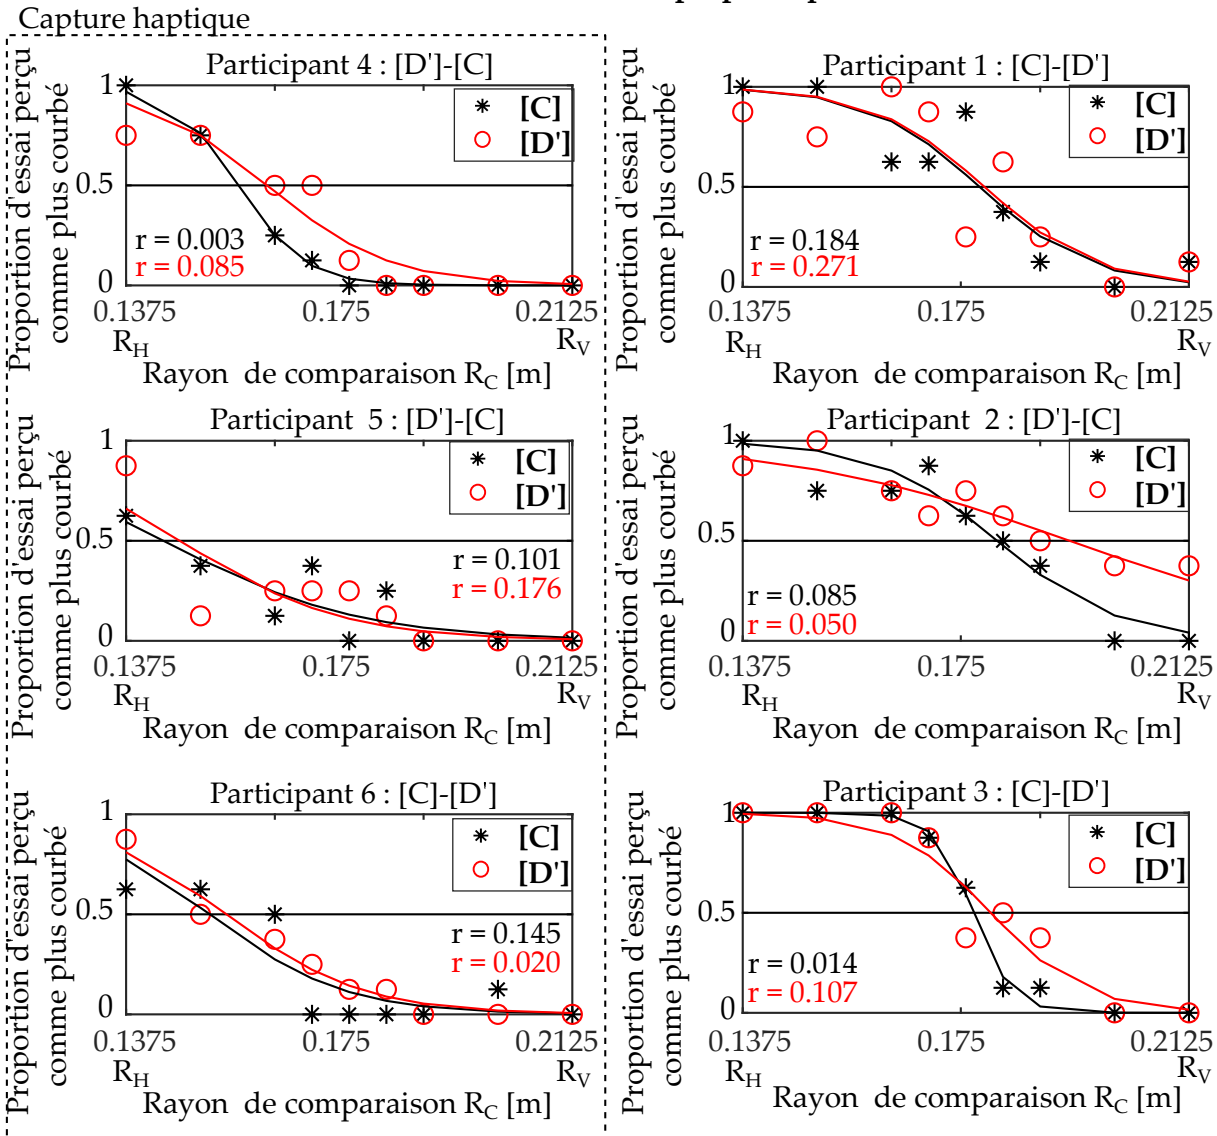 Capture haptique
Participant 4 : [D']-[C]
Proportion d'essai perçu
comme plus courbé
1
0.5
0
[C]
[D']
r = 0.003
r = 0.085
0.1375
0.175
0.2125
R_H
R_V
Rayon de comparaison R_C [m]
Participant 1 : [C]-[D']
Proportion d'essai perçu
comme plus courbé
1
0.5
0
[C]
[D']
r = 0.184
r = 0.271
0.1375
0.175
0.2125
R_H
R_V
Rayon de comparaison R_C [m]
Participant 5 : [D']-[C]
Proportion d'essai perçu
comme plus courbé
1
0.5
0
[C]
[D']
r = 0.101
r = 0.176
0.1375
0.175
0.2125
R_H
R_V
Rayon de comparaison R_C [m]
Participant 2 : [D']-[C]
Proportion d'essai perçu
comme plus courbé
1
0.5
0
[C]
[D']
r = 0.085
r = 0.050
0.1375
0.175
0.2125
R_H
R_V
Rayon de comparaison R_C [m]
Participant 6 : [C]-[D']
Proportion d'essai perçu
comme plus courbé
1
0.5
0
[C]
[D']
r = 0.145
r = 0.020
0.1375
0.175
0.2125
R_H
R_V
Rayon de comparaison R_C [m]
Participant 3 : [C]-[D']
Proportion d'essai perçu
comme plus courbé
1
0.5
0
[C]
[D']
r = 0.014
r = 0.107
0.1375
0.175
0.2125
R_H
R_V
Rayon de comparaison R_C [m]